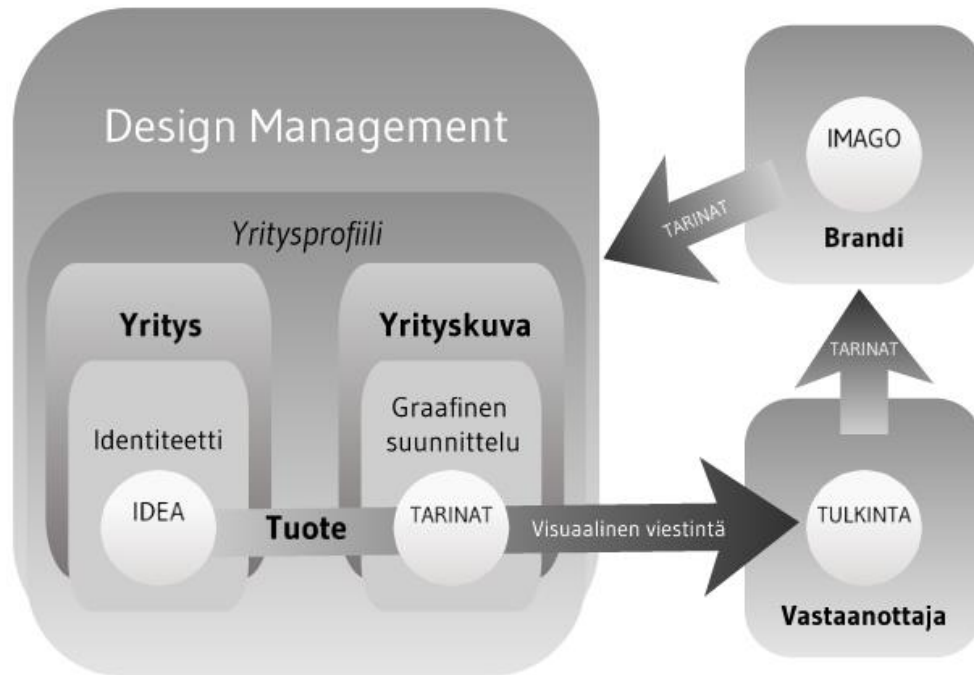 Design Management
Yritysprofiili
Yritys
Identiteetti
IDEA
Tuote
Yrityskuva
Graafinen
suunnittelu
TARINAT
Visuaalinen viestintä
TULKINTA
Vastaanottaja
TARINAT
IMAGO
Brandi
TARINAT